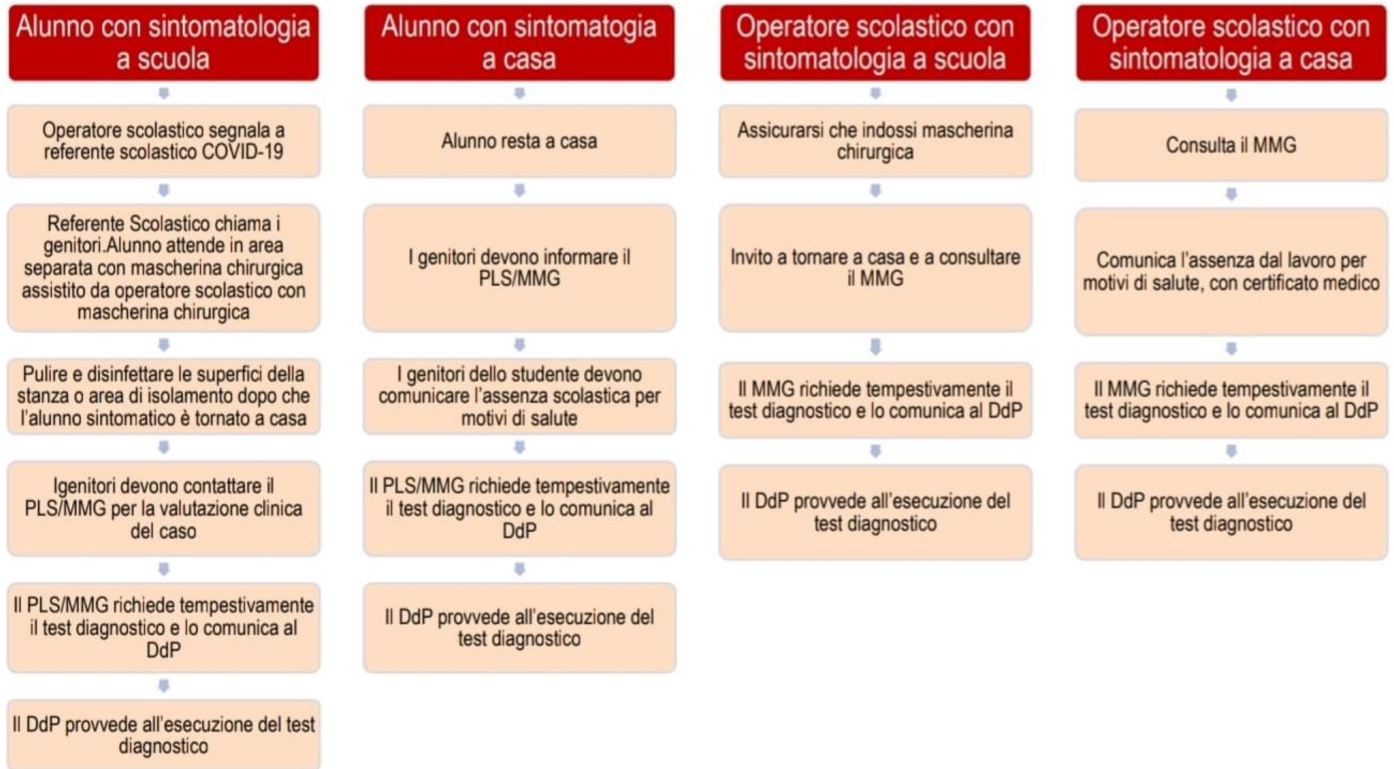 Alunno con sintomatologia
a scuola
Operatore scolastico segnala a
referente scolastico COVID-19
Referente Scolastico chiama i
genitori.Alunno attende in area
separata con mascherina chirurgica
assistito da operatore scolastico con
mascherina chirurgica
Pulire e disinfettare le superfici della
stanza o area di isolamento dopo che
l'alunno sintomatico è tornato a casa
Igenitori devono contattare il
PLS/MMG per la valutazione clinica
del caso
Il PLS/MMG richiede tempestivamente
il test diagnostico e lo comunica al
DdP
Il DdP provvede all'esecuzione del test
diagnostico
Alunno con sintomatogia
a casa
Alunno resta a casa
I genitori devono informare il
PLS/MMG
I genitori dello studente devono
comunicare l'assenza scolastica per
motivi di salute
Il PLS/MMG richiede tempestivamente
il test diagnostico e lo comunica al
DdP
Il DdP provvede all'esecuzione del
test diagnostico
Operatore scolastico con
sintomatologia a scuola
Assicurarsi che indossi mascherina
chirurgica
Invito a tornare a casa e a consultare
il MMG
Il MMG richiede tempestivamente il
test diagnostico e lo comunica al DdP
Il DdP provvede all'esecuzione del
test diagnostico
Operatore scolastico con
sintomatologia a casa
Consulta il MMG
Comunica l'assenza dal lavoro per
motivi di salute, con certificato medico
Il MMG richiede tempestivamente il
test diagnostico e lo comunica al DdP
Il DdP provvede all'esecuzione del
test diagnostico